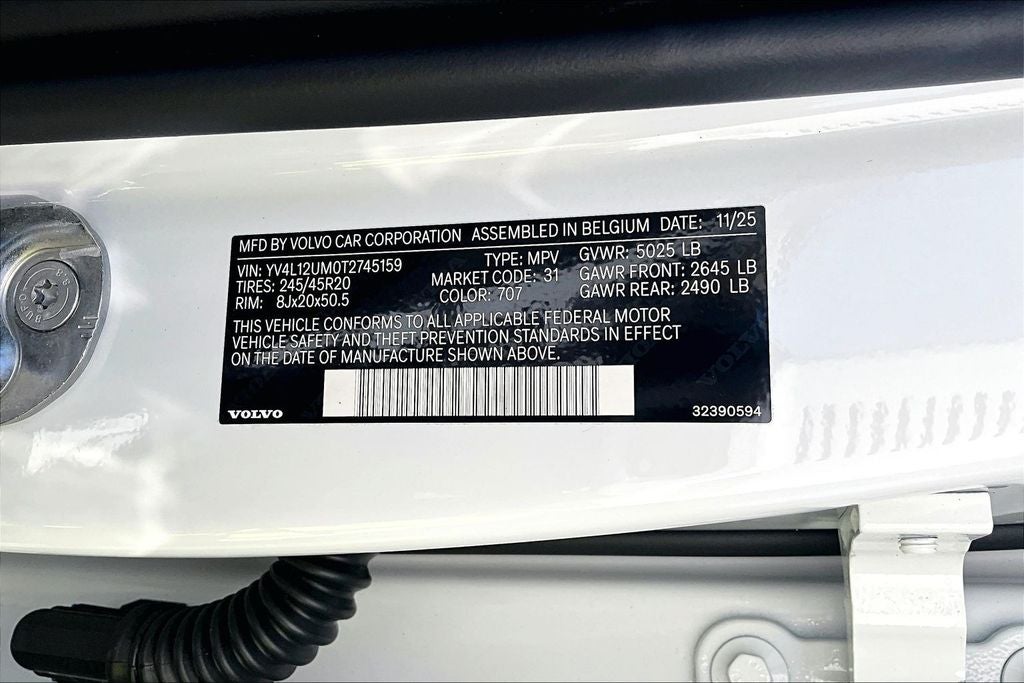 MFD BY VOLVO CAR CORPORATION ASSEMBLED IN BELGIUM DATE: 11/25
VIN: YV4L12UM0T2745159 TYPE: MPV GVWR: 5025 LB
TIRES: 245/45R20 MARKET CODE: 31 GAWR FRONT: 2645 LB
RIM: 8Jx20x50.5 COLOR: 707 GAWR REAR: 2490 LB
THIS VEHICLE CONFORMS TO ALL APPLICABLE FEDERAL MOTOR
VEHICLE SAFETY AND THEFT PREVENTION STANDARDS IN EFFECT
ON THE DATE OF MANUFACTURE SHOWN ABOVE.
VOLVO 32390594